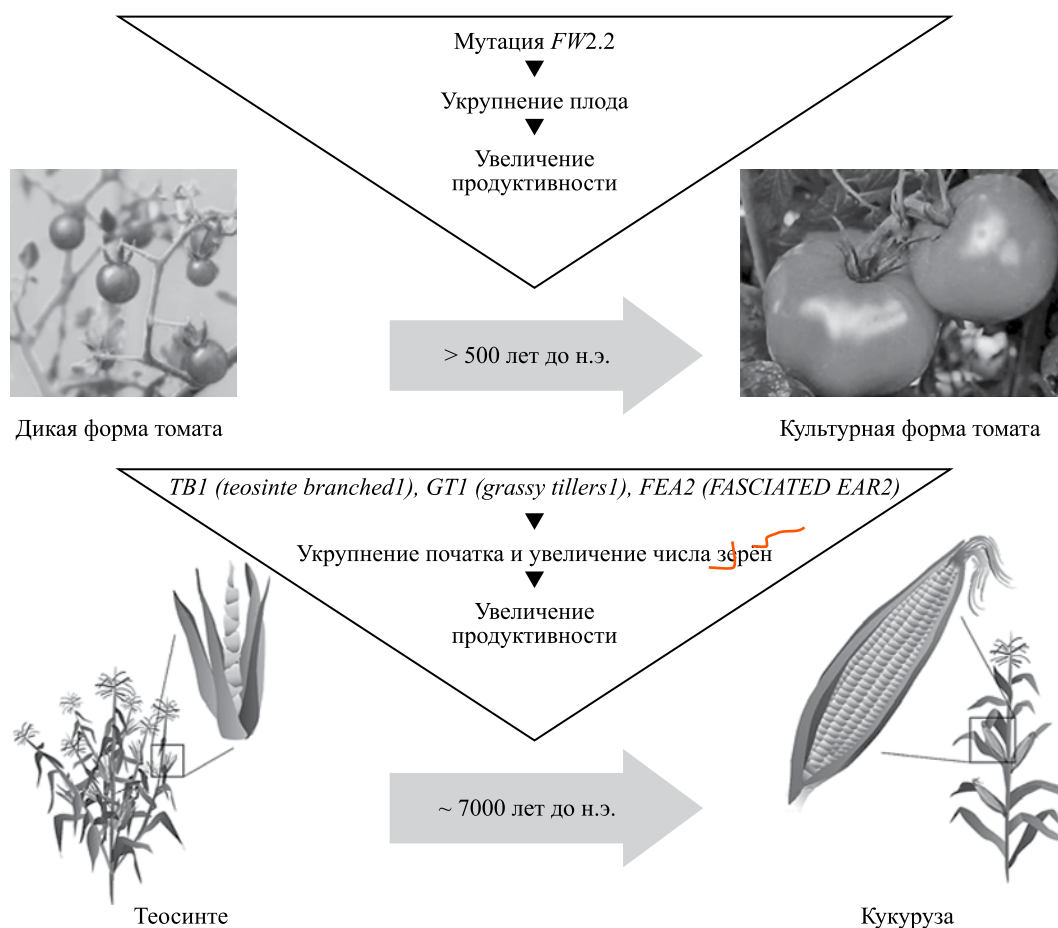 Мутация FW2.2
Укрупнение плода
Увеличение
продуктивности
> 500 лет до н.э.
Дикая форма томата
Культурная форма томата
TB1 (teosinte branched1), GT1 (grassy tillers1), FEA2 (FASCIATED EAR2)
Укрупнение початка и увеличение числа зерен
Увеличение
продуктивности
~ 7000 лет до н.э.
Теосинте
Кукуруза